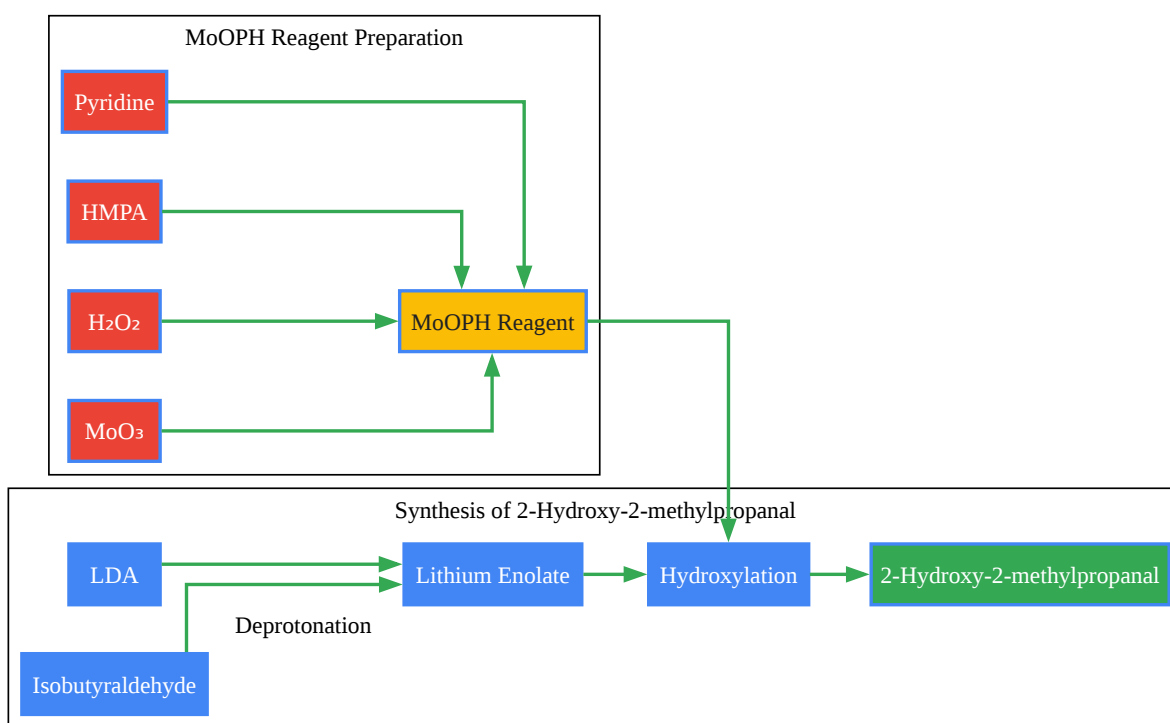 MoOPH Reagent Preparation
Pyridine
HMPA
H₂O₂
MoOPH Reagent
MoO₃
Synthesis of 2-Hydroxy-2-methylpropanal
LDA
Lithium Enolate
Hydroxylation
2-Hydroxy-2-methylpropanal
Deprotonation
Isobutyraldehyde